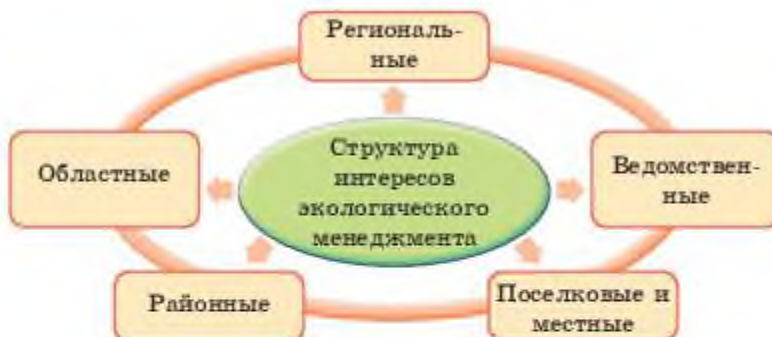 Региональ-
ные
Областные
Структура
интересов
экологического
менеджмента
Ведомствен-
ные
Районные
Поселковые и
местные